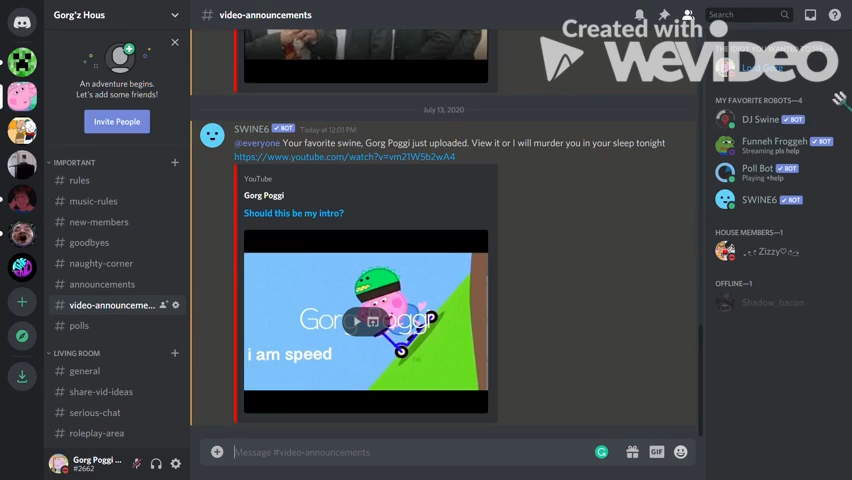 Gorg'z Hous
# video-announcements
Search
Created with
WeVideo
An adventure begins.
Let's add some friends!
Invite People
IMPORTANT
# rules
# music-rules
# new-members
# goodbyes
# naughty-corner
# announcements
# video-announceme...
# polls
LIVING ROOM
# general
# share-vid-ideas
# serious-chat
# roleplay-area
Gorg Poggi ...
#2662
July 13, 2020
SWINE6 BOT Today at 12:01 PM
@everyone Your favorite swine, Gorg Poggi just uploaded. View it or I will murder you in your sleep tonight
https://www.youtube.com/watch?v=vm21W5b2wA4
YouTube
Gorg Poggi
Should this be my intro?
Gorg Poggi
i am speed
Message #video-announcements
GIF
Lord Gorg
MY FAVORITE ROBOTS—4
DJ Swine BOT
Funneh Froggeh BOT
Streaming pls help
Poll Bot BOT
Playing +help
SWINE6 BOT
HOUSE MEMBERS—1
Zizzy
OFFLINE—1
Shadow_bacon